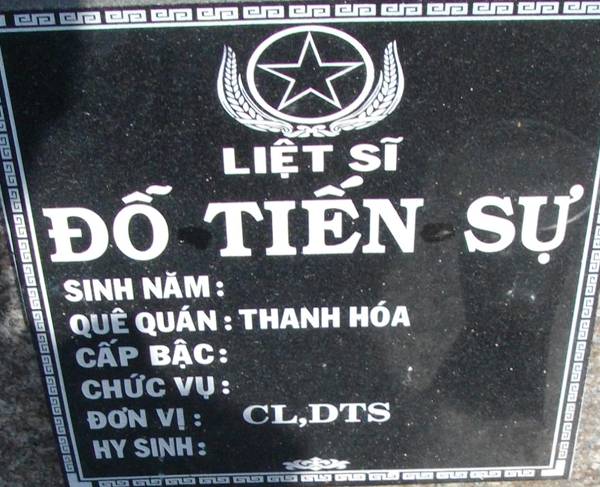 LIỆT SĨ
ĐỖ TIẾN SỰ
SINH NĂM :
QUÊ QUÁN : THANH HÓA
CẤP BẬC :
CHỨC VỤ :
ĐƠN VỊ : CL,DTS
HY SINH :